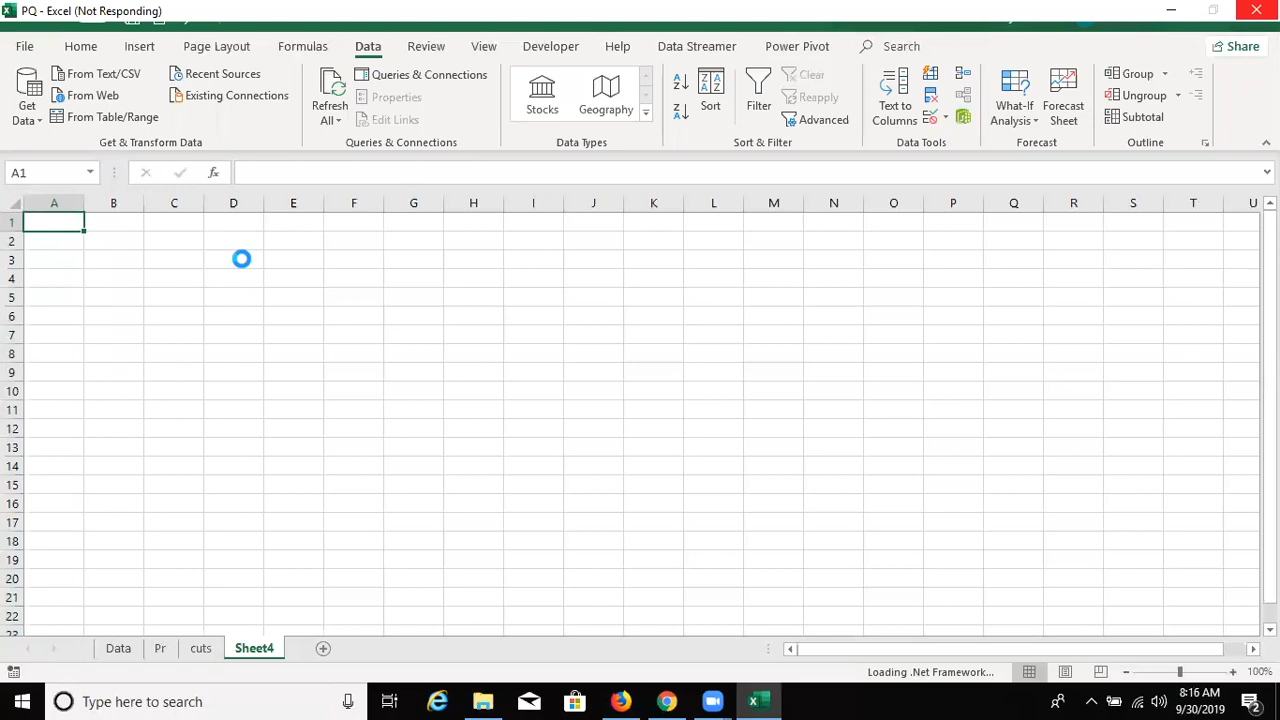 PQ - Excel (Not Responding)
File Home Insert Page Layout Formulas Data Review View Developer Help Data Streamer Power Pivot Search Share
Get Data
From Text/CSV
From Web
From Table/Range
Recent Sources
Existing Connections
Get & Transform Data
Refresh All
Queries & Connections
Properties
Edit Links
Queries & Connections
Stocks Geography
Data Types
Sort
Filter
Clear
Reapply
Advanced
Sort & Filter
Text to Columns
Data Tools
What-If Analysis
Forecast Sheet
Forecast
Group
Ungroup
Subtotal
Outline
A1
fx
A B C D E F G H I J K L M N O P Q R S T U
1
2
3
4
5
6
7
8
9
10
11
12
13
14
15
16
17
18
19
20
21
22
23
Data Pr cuts Sheet4
Loading .Net Framework... 100%
Type here to search
8:16 AM
9/30/2019
2